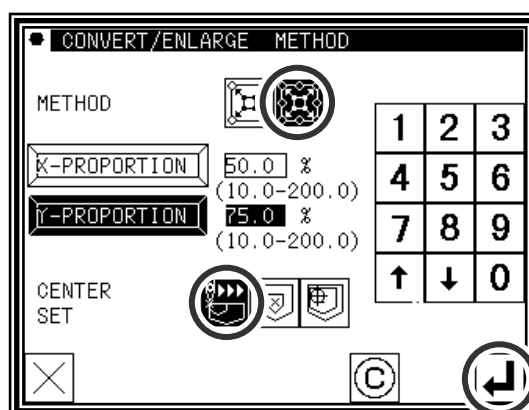 CONVERT/ENLARGE METHOD
METHOD
X-PROPORTION 50.0 %
(10.0-200.0)
Y-PROPORTION 75.0 %
(10.0-200.0)
CENTER
SET
1 2 3
4 5 6
7 8 9
↑ ↓ 0
C